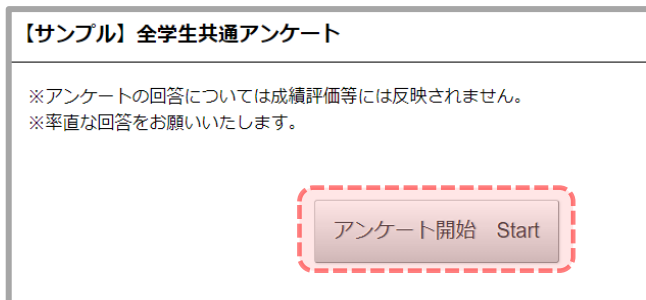 【サンプル】全学生共通アンケート
※アンケートの回答については成績評価等には反映されません。
※率直な回答をお願いいたします。
アンケート開始　Start